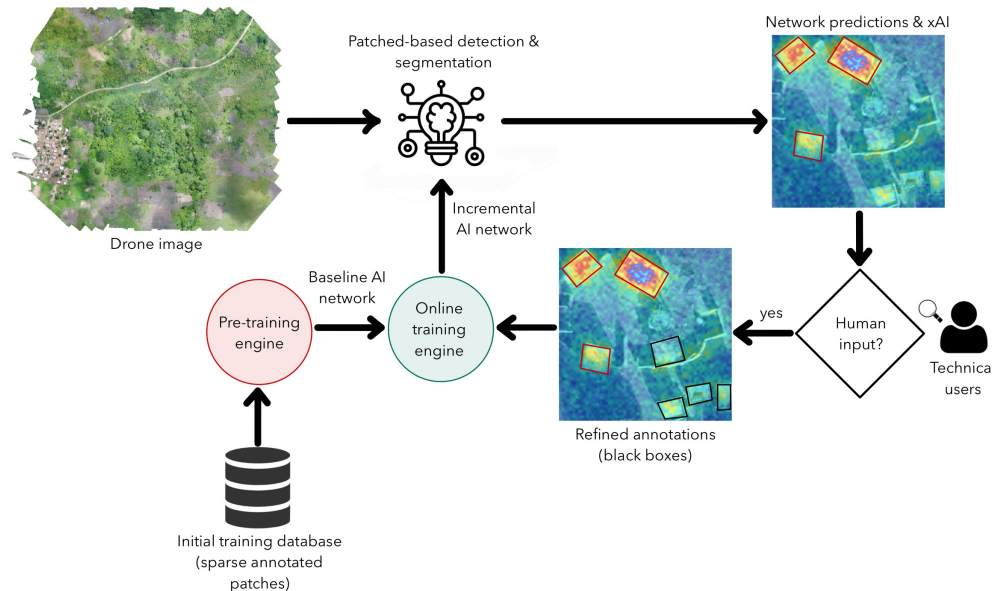 Network predictions & xAI
Patched-based detection &
segmentation
Drone image
Incremental
AI network
Baseline AI
network
Pre-training
engine
Online
training
engine
yes
Human
input?
Technica
users
Refined annotations
(black boxes)
Initial training database
(sparse annotated
patches)